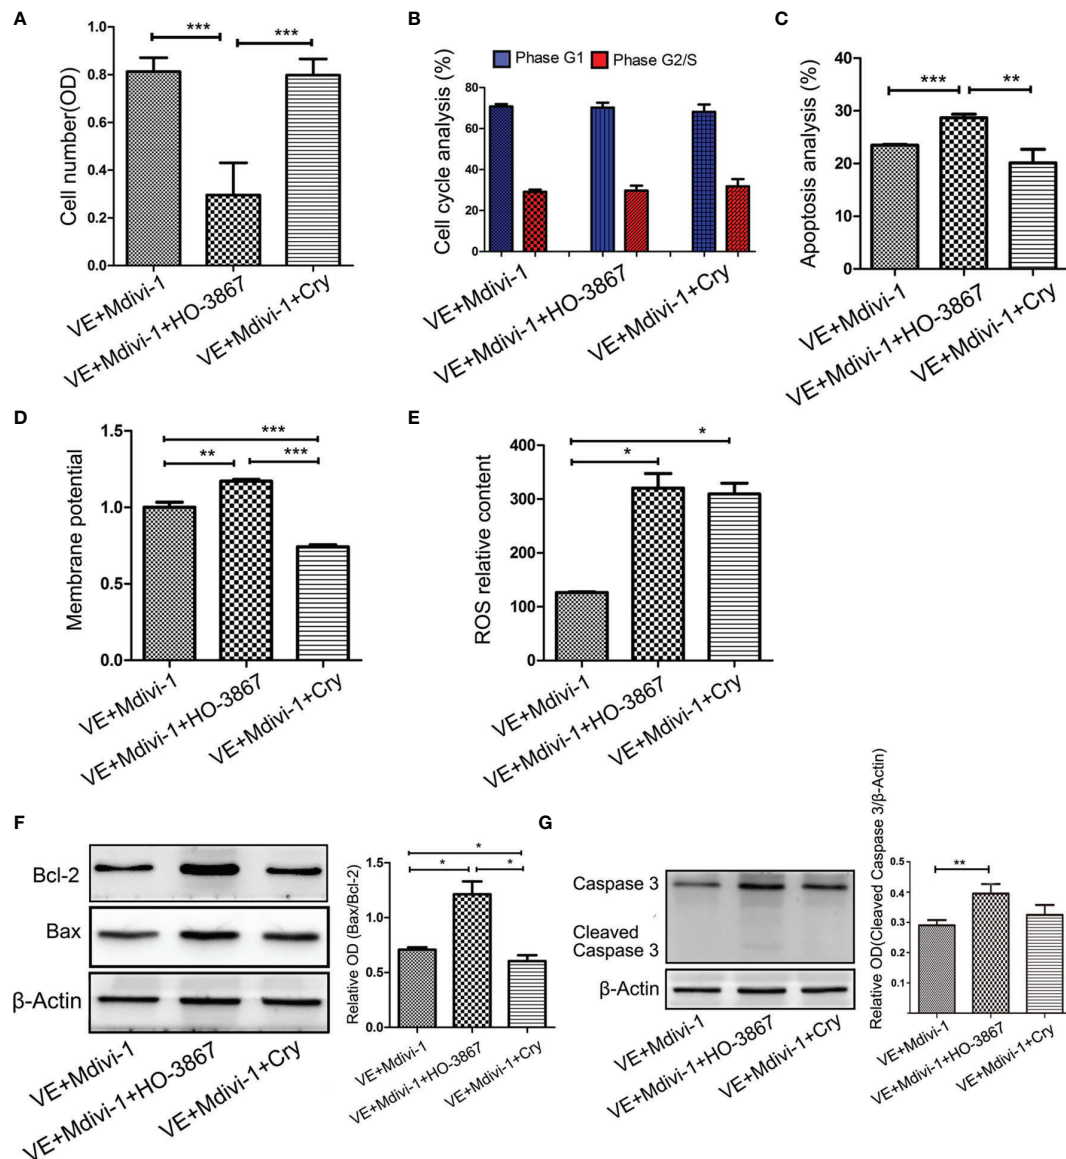 A
Cell number(OD)
0.0
0.2
0.4
0.6
0.8
1.0
***
***
VE+Mdivi-1
VE+Mdivi-1+HO-3867
VE+Mdivi-1+Cry
B
Phase G1
Phase G2/S
Cell cycle analysis (%)
0
20
40
60
80
VE+Mdivi-1
VE+Mdivi-1+HO-3867
VE+Mdivi-1+Cry
C
Apoptosis analysis (%)
0
10
20
30
40
***
**
VE+Mdivi-1
VE+Mdivi-1+HO-3867
VE+Mdivi-1+Cry
D
Membrane potential
0.0
0.5
1.0
1.5
***
**
***
VE+Mdivi-1
VE+Mdivi-1+HO-3867
VE+Mdivi-1+Cry
E
ROS relative content
0
100
200
300
400
*
*
VE+Mdivi-1
VE+Mdivi-1+HO-3867
VE+Mdivi-1+Cry
F
Bcl-2
Bax
β-Actin
VE+Mdivi-1
VE+Mdivi-1+HO-3867
VE+Mdivi-1+Cry
Relative OD (Bax/Bcl-2)
0.0
0.5
1.0
1.5
*
*
*
VE+Mdivi-1
VE+Mdivi-1+HO-3867
VE+Mdivi-1+Cry
G
Caspase 3
Cleaved
Caspase 3
β-Actin
VE+Mdivi-1
VE+Mdivi-1+HO-3867
VE+Mdivi-1+Cry
Relative OD(Cleaved Caspase 3/β-Actin)
0.1
0.2
0.3
0.4
0.5
**
VE+Mdivi-1
VE+Mdivi-1+HO-3867
VE+Mdivi-1+Cry